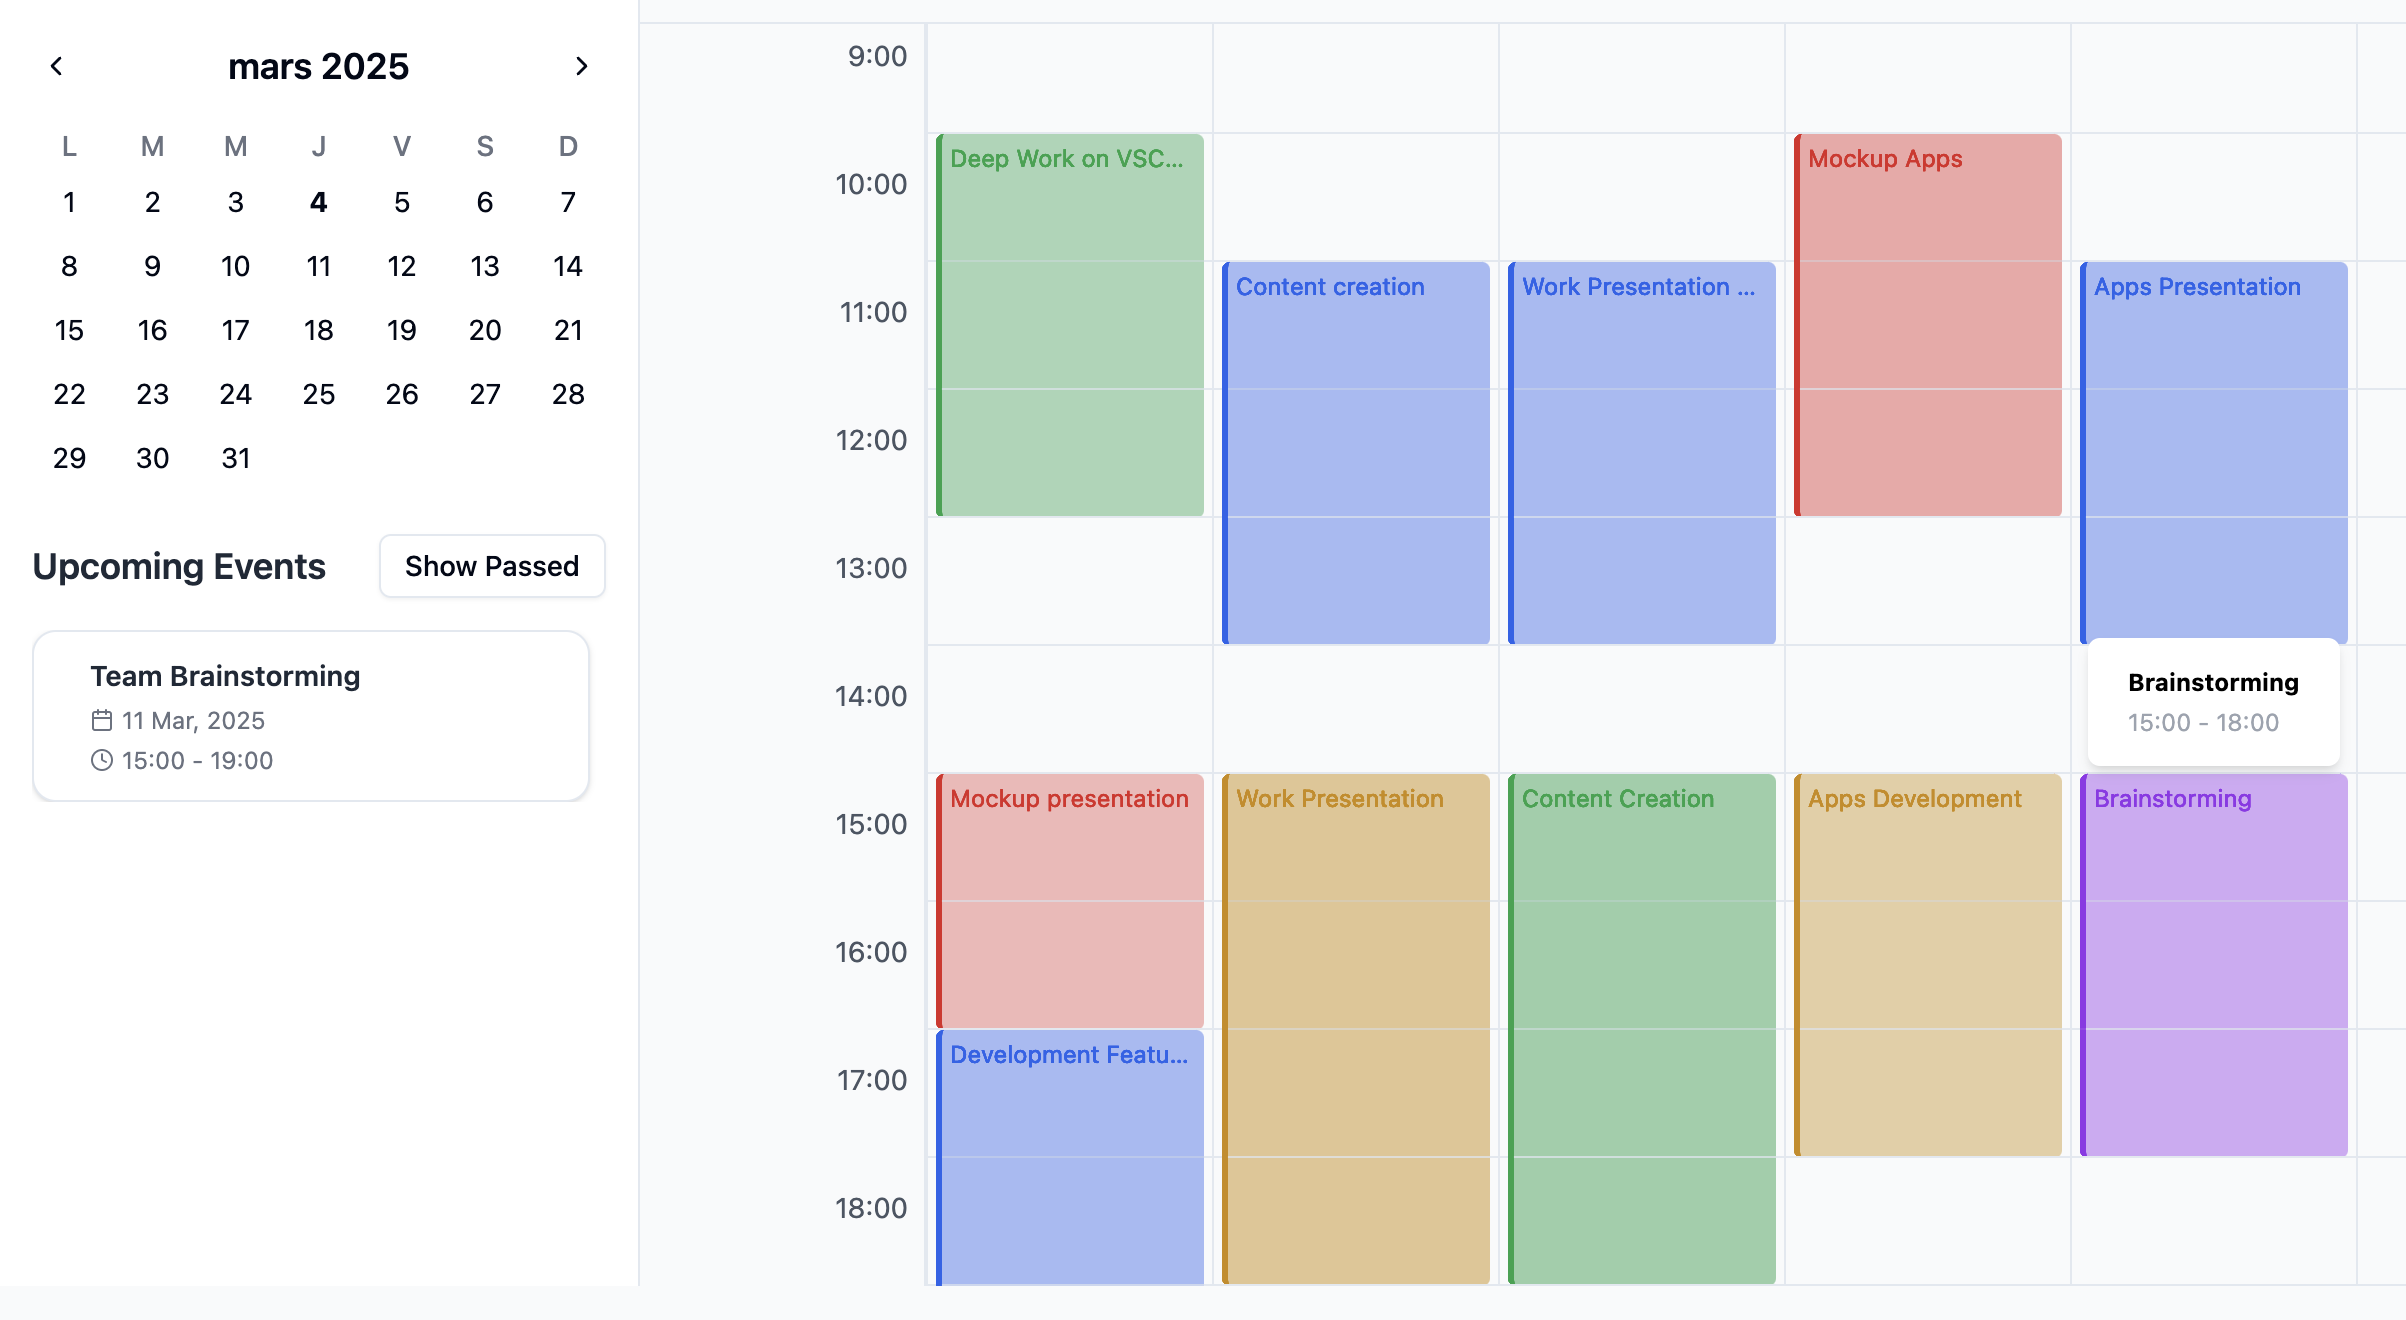 mars 2025
L M M J V S D
1 2 3 4 5 6 7
8 9 10 11 12 13 14
15 16 17 18 19 20 21
22 23 24 25 26 27 28
29 30 31
Upcoming Events
Show Passed
Team Brainstorming
11 Mar, 2025
15:00 - 19:00
9:00
10:00
11:00
12:00
13:00
14:00
15:00
16:00
17:00
18:00
Deep Work on VSC...
Mockup presentation
Development Featu...
Content creation
Work Presentation
Work Presentation ...
Content Creation
Mockup Apps
Apps Development
Apps Presentation
Brainstorming
15:00 - 18:00
Brainstorming